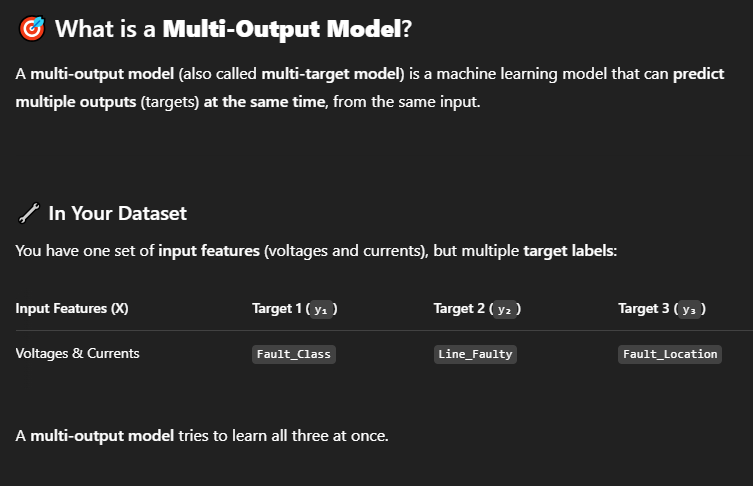 🎯 What is a Multi-Output Model?
A multi-output model (also called multi-target model) is a machine learning model that can predict
multiple outputs (targets) at the same time, from the same input.
🔧 In Your Dataset
You have one set of input features (voltages and currents), but multiple target labels:
Input Features (X) Target 1 ( y₁ ) Target 2 ( y₂ ) Target 3 ( y₃ )
Voltages & Currents Fault_Class Line_Faulty Fault_Location
A multi-output model tries to learn all three at once.